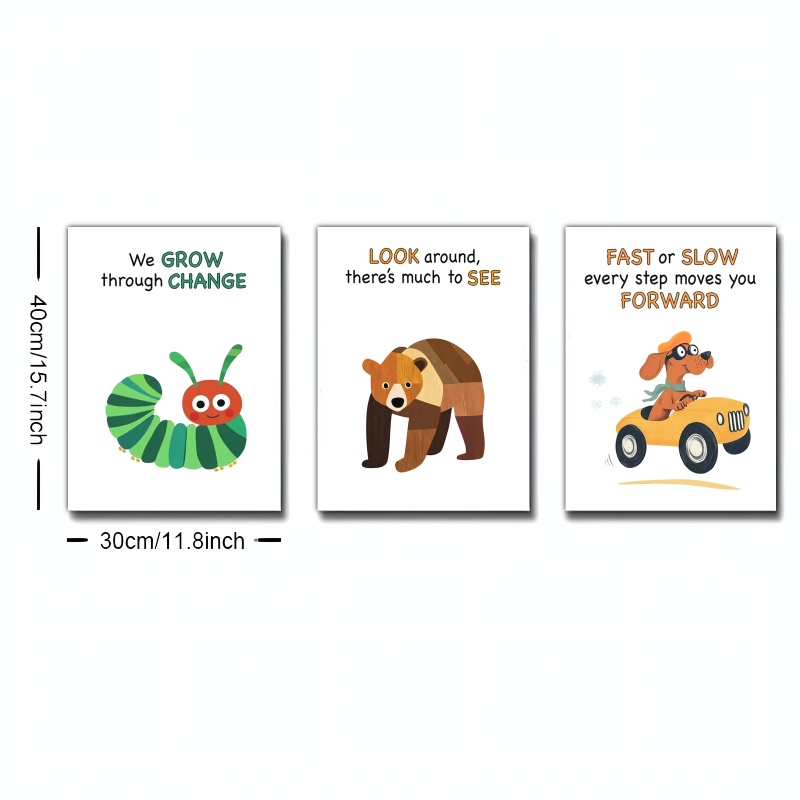 We GROW
through CHANGE
LOOK around,
there's much to SEE
FAST or SLOW
every step moves you
FORWARD
40cm/15.7inch
30cm/11.8inch